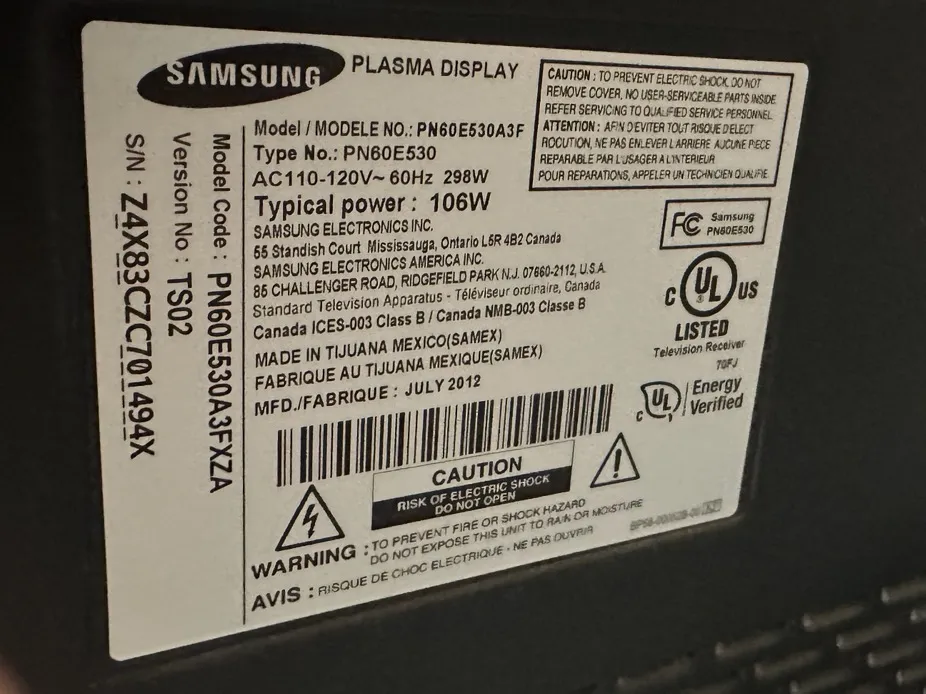 SAMSUNG
PLASMA DISPLAY
Model / MODELE NO.: PN60E530A3F
Type No.: PN60E530
AC110-120V~ 60Hz 298W
Typical power : 106W
SAMSUNG ELECTRONICS INC.
55 Standish Court Mississauga, Ontario L5R 4B2 Canada
SAMSUNG ELECTRONICS AMERICA INC.
85 CHALLENGER ROAD, RIDGEFIELD PARK N.J. 07660-2112, U.S.A.
Standard Television Apparatus - Téléviseur ordinaire, Canada
Canada ICES-003 Class B / Canada NMB-003 Classe B
MADE IN TIJUANA MEXICO(SAMEX)
FABRIQUE AU TIJUANA MEXIQUE(SAMEX)
MFD./FABRIQUE : JULY 2012
CAUTION : TO PREVENT ELECTRIC SHOCK, DO NOT
REMOVE COVER, NO USER-SERVICEABLE PARTS INSIDE
REFER SERVICING TO QUALIFIED SERVICE PERSONNEL
ATTENTION : AFIN D'EVITER TOUT RISQUE D'ELECT
ROCUTION, NE PAS ENLEVER L'ARRIERE AUCUNE PIECE
REPARABLE PAR L'USAGER A L'INTERIEUR
POUR REPARATIONS, APPELER UN TECHNICIEN QUALIFIE.
FC Samsung
PN60E530
C UL US
LISTED
Television Receiver
70FJ
C UL Energy
Verified
CAUTION
RISK OF ELECTRIC SHOCK
DO NOT OPEN
WARNING : TO PREVENT FIRE OR SHOCK HAZARD
DO NOT EXPOSE THIS UNIT TO RAIN OR MOISTURE
AVIS : RISQUE DE CHOC ELECTRIQUE - NE PAS OUVRIR
Model Code : PN60E530A3FXZA
Version No : TS02
S/N : Z4X83CZC701494X